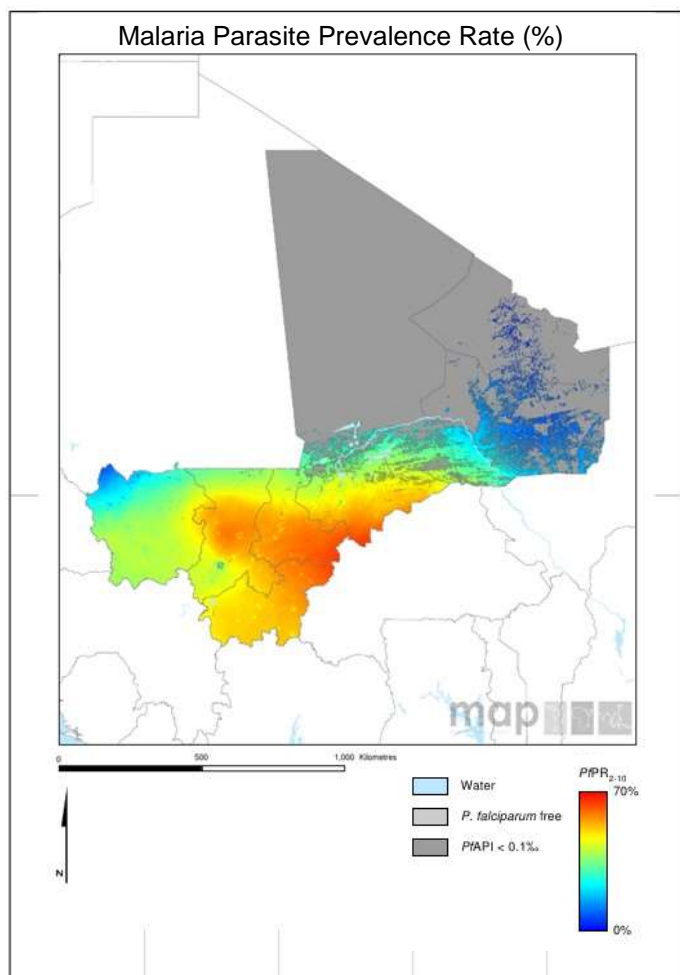 Malaria Parasite Prevalence Rate (%)
map
0 500 1,000 Kilometres
N
Water
P. falciparum free
PfAPI < 0.1‰
PfPR2-10
70%
0%